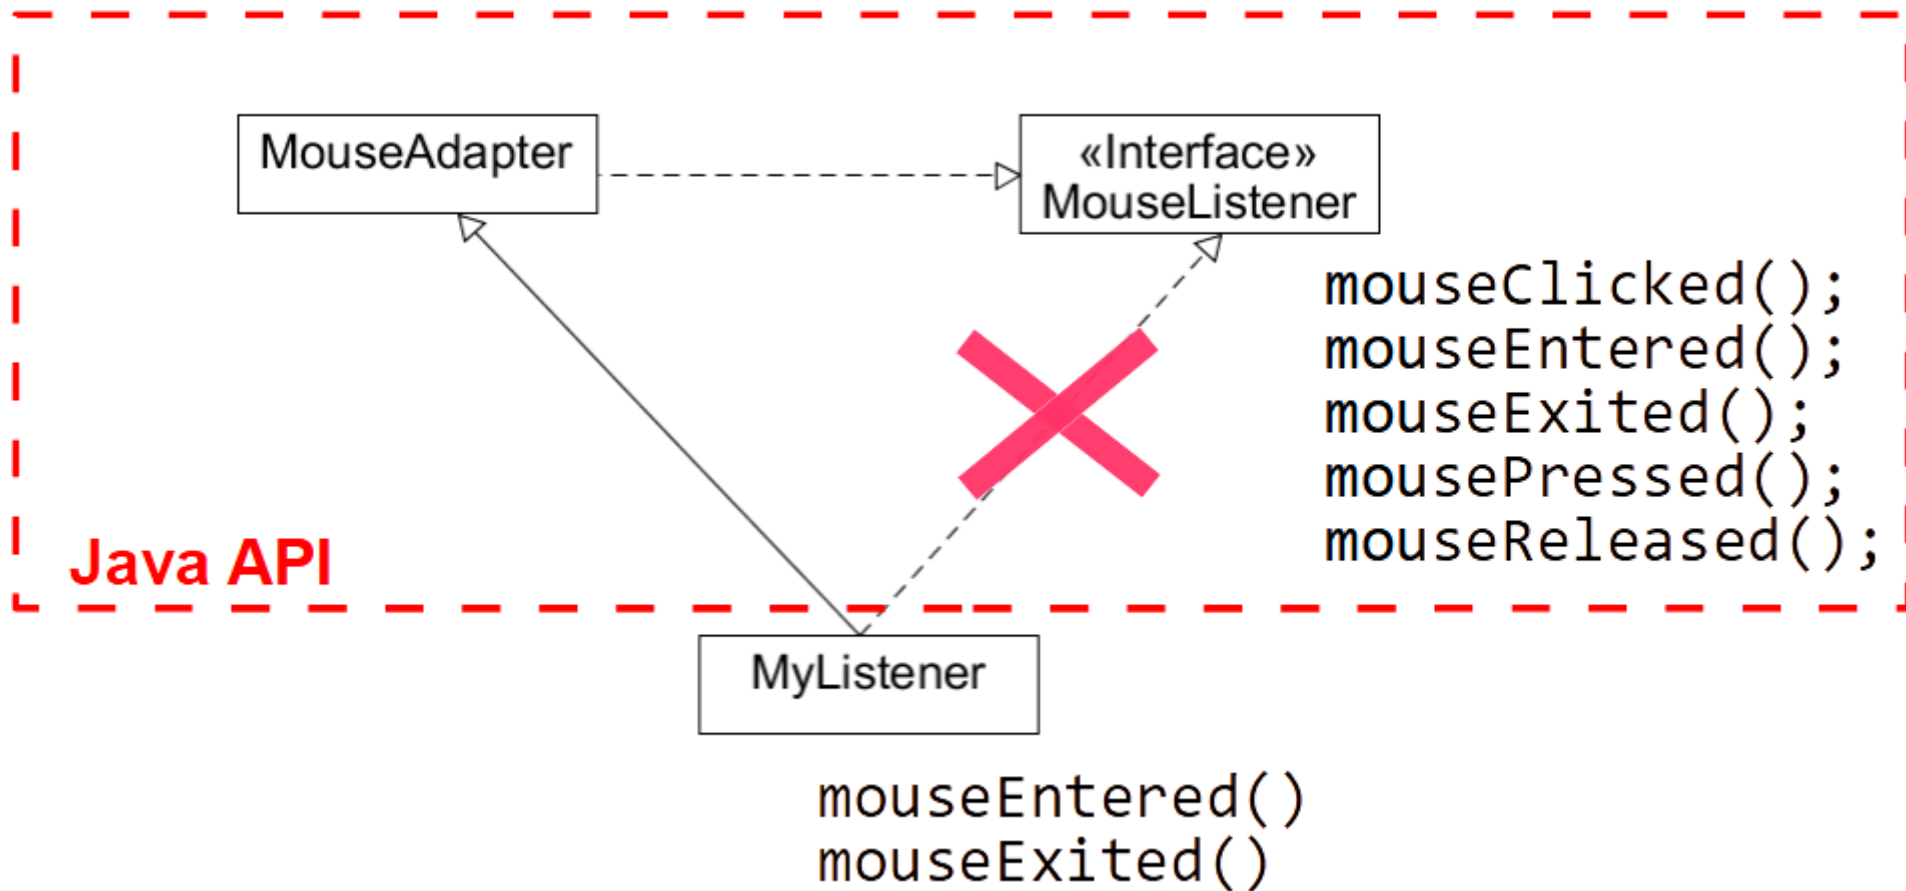 MouseAdapter
«Interface»
MouseListener
mouseClicked();
mouseEntered();
mouseExited();
mousePressed();
mouseReleased();
Java API
MyListener
mouseEntered()
mouseExited()